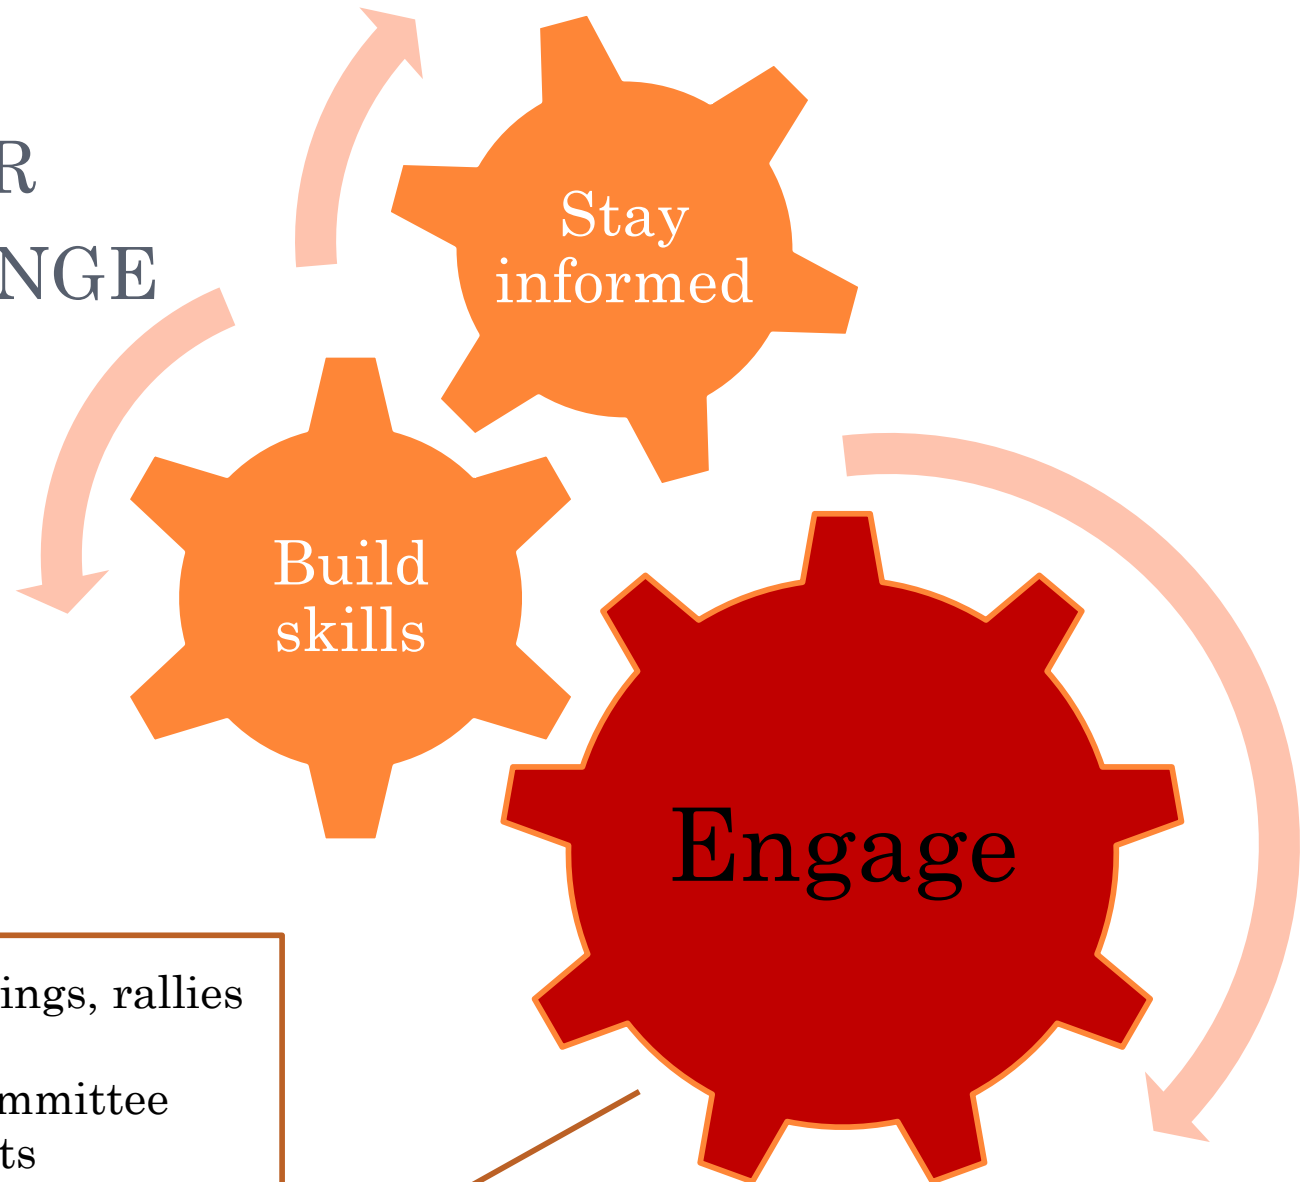 R
NGE
Stay
informed
Build
skills
Engage
ings, rallies
mmittee
ts